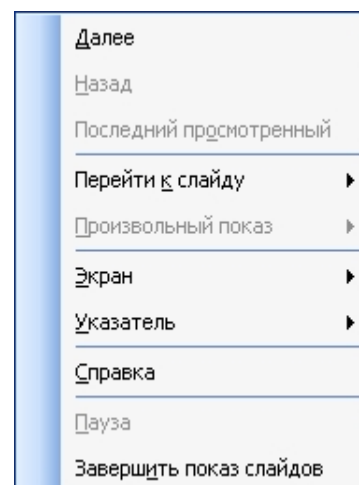 Далее
Назад
Последний просмотренный
Перейти к слайду
Произвольный показ
Экран
Указатель
Справка
Пауза
Завершить показ слайдов